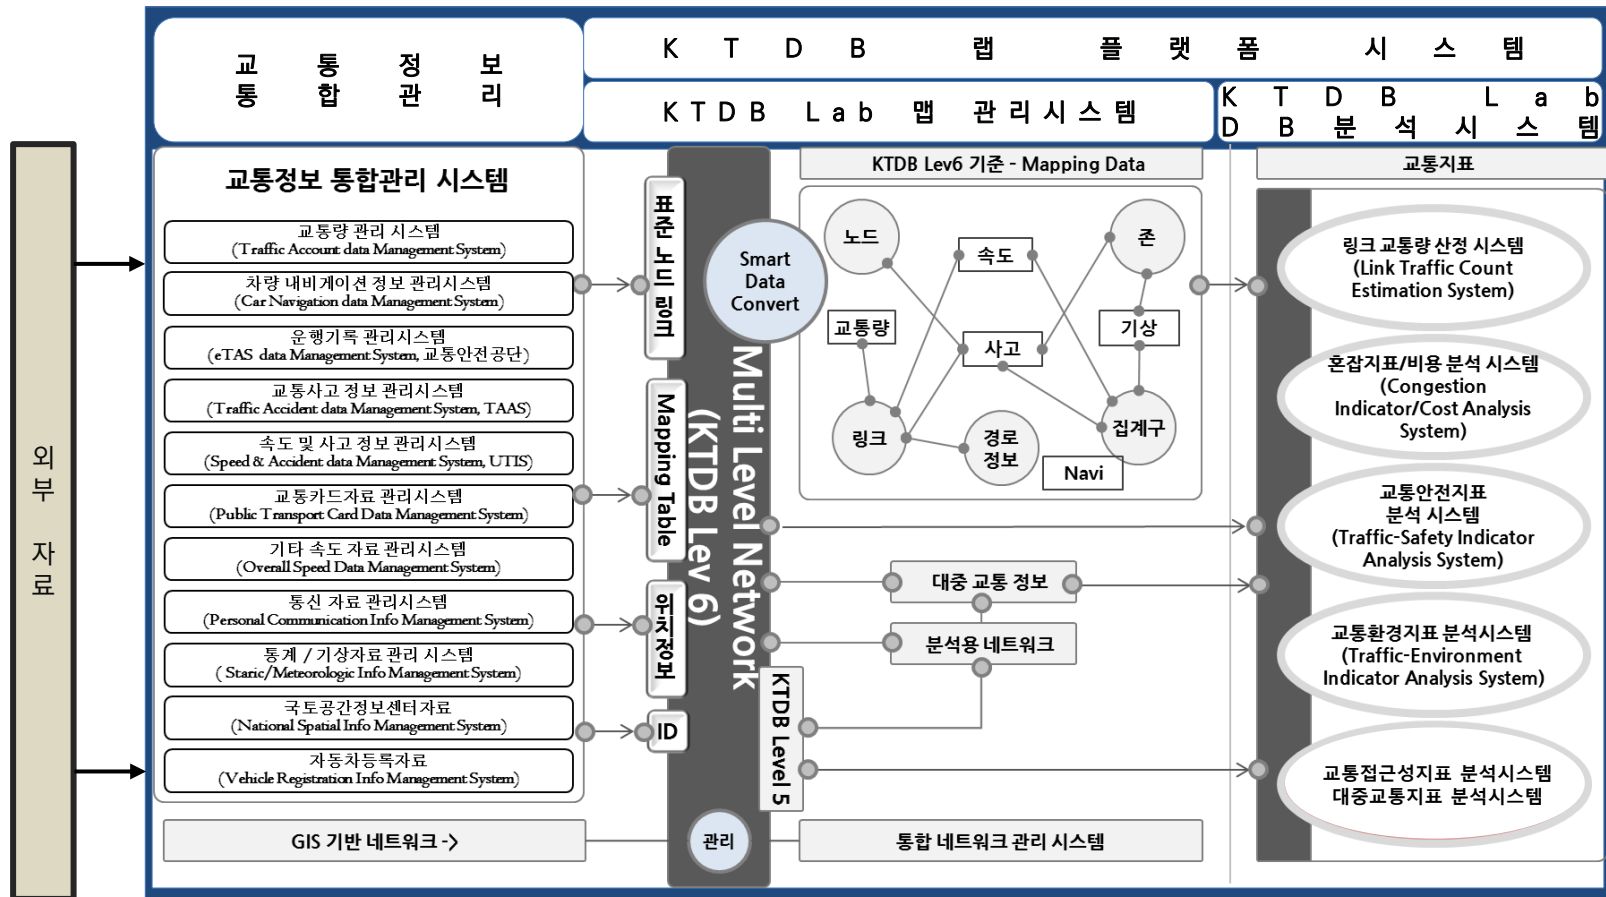 교 통 정 보
통 합 관 리
K T D B 랩 플 랫 폼 시 스 템
KTDB Lab 맵 관리시스템
K T D B L a b
D B 분 석 시 스 템
외부 자료
교통정보 통합관리 시스템
교통량 관리 시스템
(Traffic Account data Management System)
차량 내비게이션 정보 관리시스템
(Car Navigation data Management System)
운행기록 관리시스템
(eTAS data Management System, 교통안전공단)
교통사고 정보 관리시스템
(Traffic Accident data Management System, TAAS)
속도 및 사고 정보 관리시스템
(Speed & Accident data Management System, UTIS)
교통카드자료 관리시스템
(Public Transport Card Data Management System)
기타 속도 자료 관리시스템
(Overall Speed Data Management System)
통신 자료 관리시스템
(Personal Communication Info Management System)
통계 / 기상자료 관리 시스템
( Staric/Meteorologic Info Management System)
국토공간정보센터자료
(National Spatial Info Management System)
자동차등록자료
(Vehicle Registration Info Management System)
GIS 기반 네트워크 ->
표준 노드 링크
Mapping Table
위치정보
ID
Smart
Data
Convert
Multi Level Network
(KTDB Lev 6)
관리
KTDB Level 5
KTDB Lev6 기준 - Mapping Data
노드
속도
존
교통량
사고
기상
링크
경로
정보
집계구
Navi
대중 교통 정보
분석용 네트워크
통합 네트워크 관리 시스템
교통지표
링크 교통량 산정 시스템
(Link Traffic Count
Estimation System)
혼잡지표/비용 분석 시스템
(Congestion
Indicator/Cost Analysis
System)
교통안전지표
분석 시스템
(Traffic-Safety Indicator
Analysis System)
교통환경지표 분석시스템
(Traffic-Environment
Indicator Analysis System)
교통접근성지표 분석시스템
대중교통지표 분석시스템